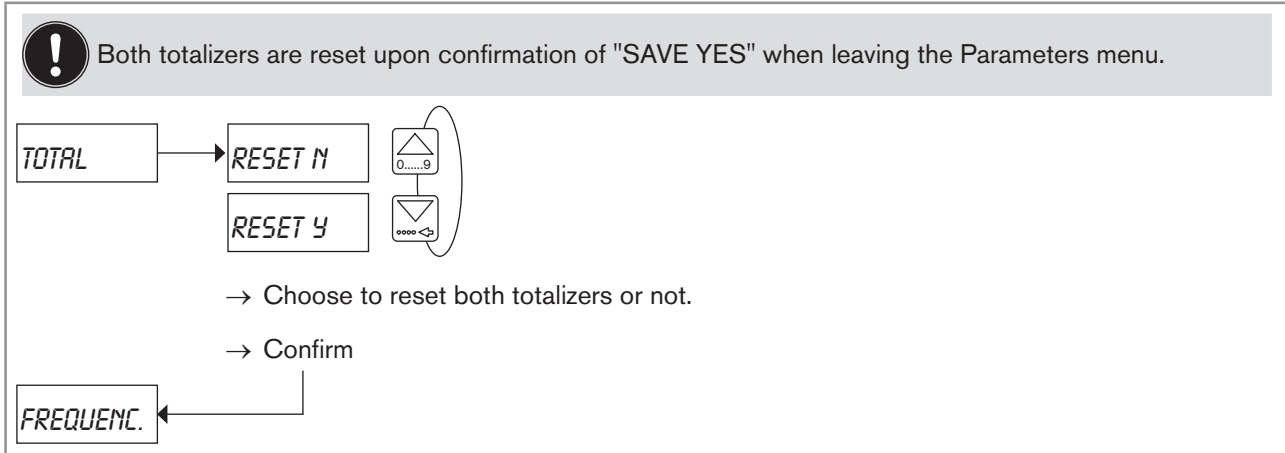 Both totalizers are reset upon confirmation of "SAVE YES" when leaving the Parameters menu.
TOTAL
RESET N
0......9
RESET Y
→ Choose to reset both totalizers or not.
→ Confirm
FREQUENC.